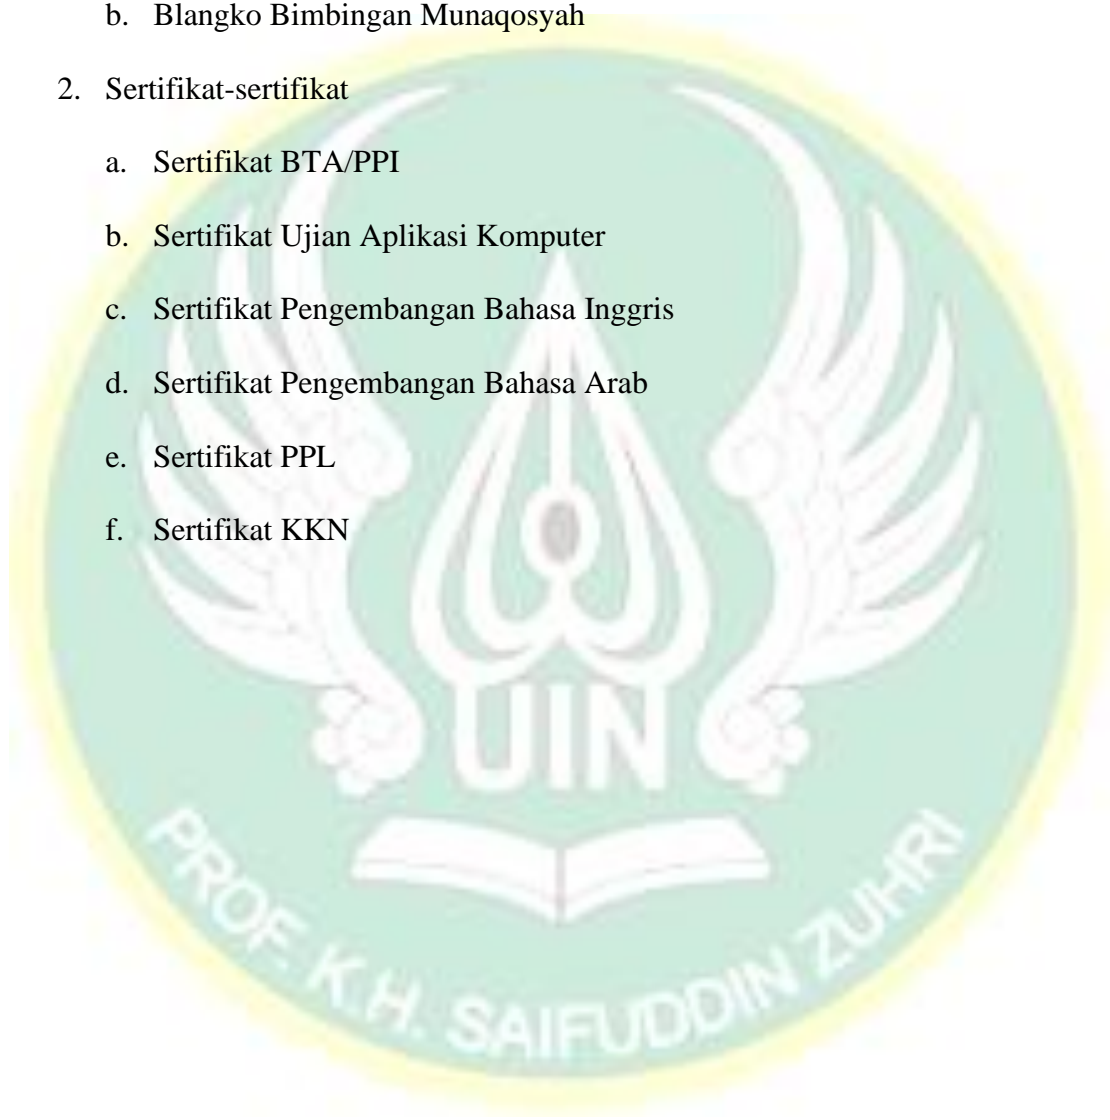 b. Blangko Bimbingan Munaqosyah
2. Sertifikat-sertifikat
a. Sertifikat BTA/PPI
b. Sertifikat Ujian Aplikasi Komputer
c. Sertifikat Pengembangan Bahasa Inggris
d. Sertifikat Pengembangan Bahasa Arab
e. Sertifikat PPL
f. Sertifikat KKN
UIN
PROF. K.H. SAIFUDDIN ZUHRI